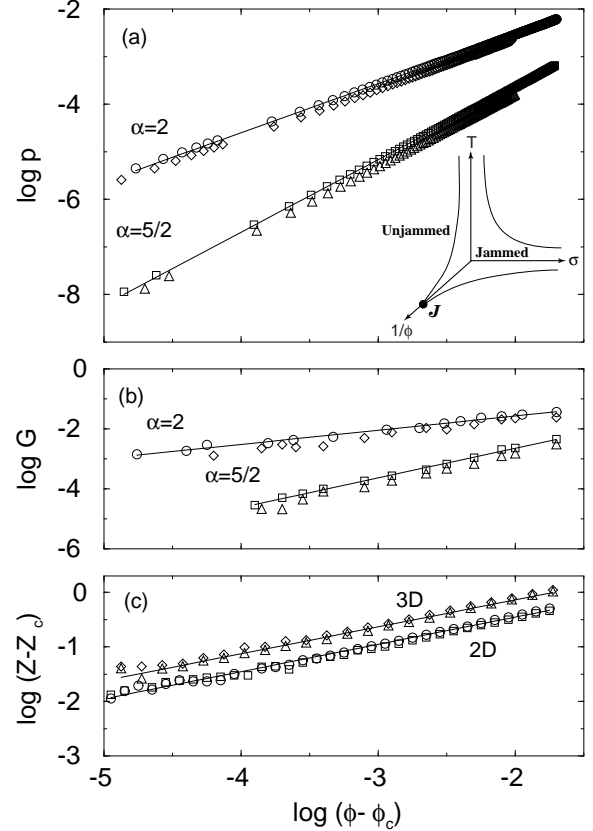 -2
(a)
-4
α=2
T
log p
-6
Unjammed
Jammed
α=5/2
σ
-8
J
1/ϕ
0
(b)
α=2
-2
log G
α=5/2
-4
-6
0
(c)
3D
-1
log (Z-Z_c)
2D
-2
-3
-5 -4 -3 -2
log (ϕ- ϕ_c)